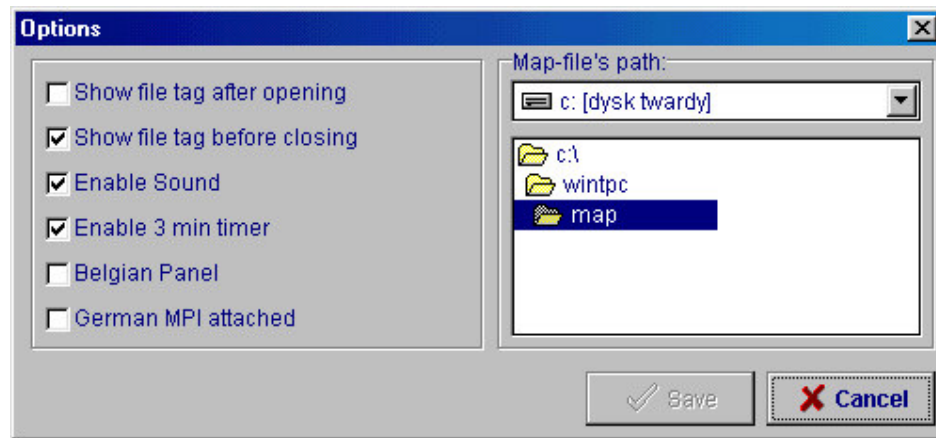 Options
Show file tag after opening
Show file tag before closing
Enable Sound
Enable 3 min timer
Belgian Panel
German MPI attached
Map-file's path:
c: [dysk twardy]
c:\
wintpc
map
Save
Cancel